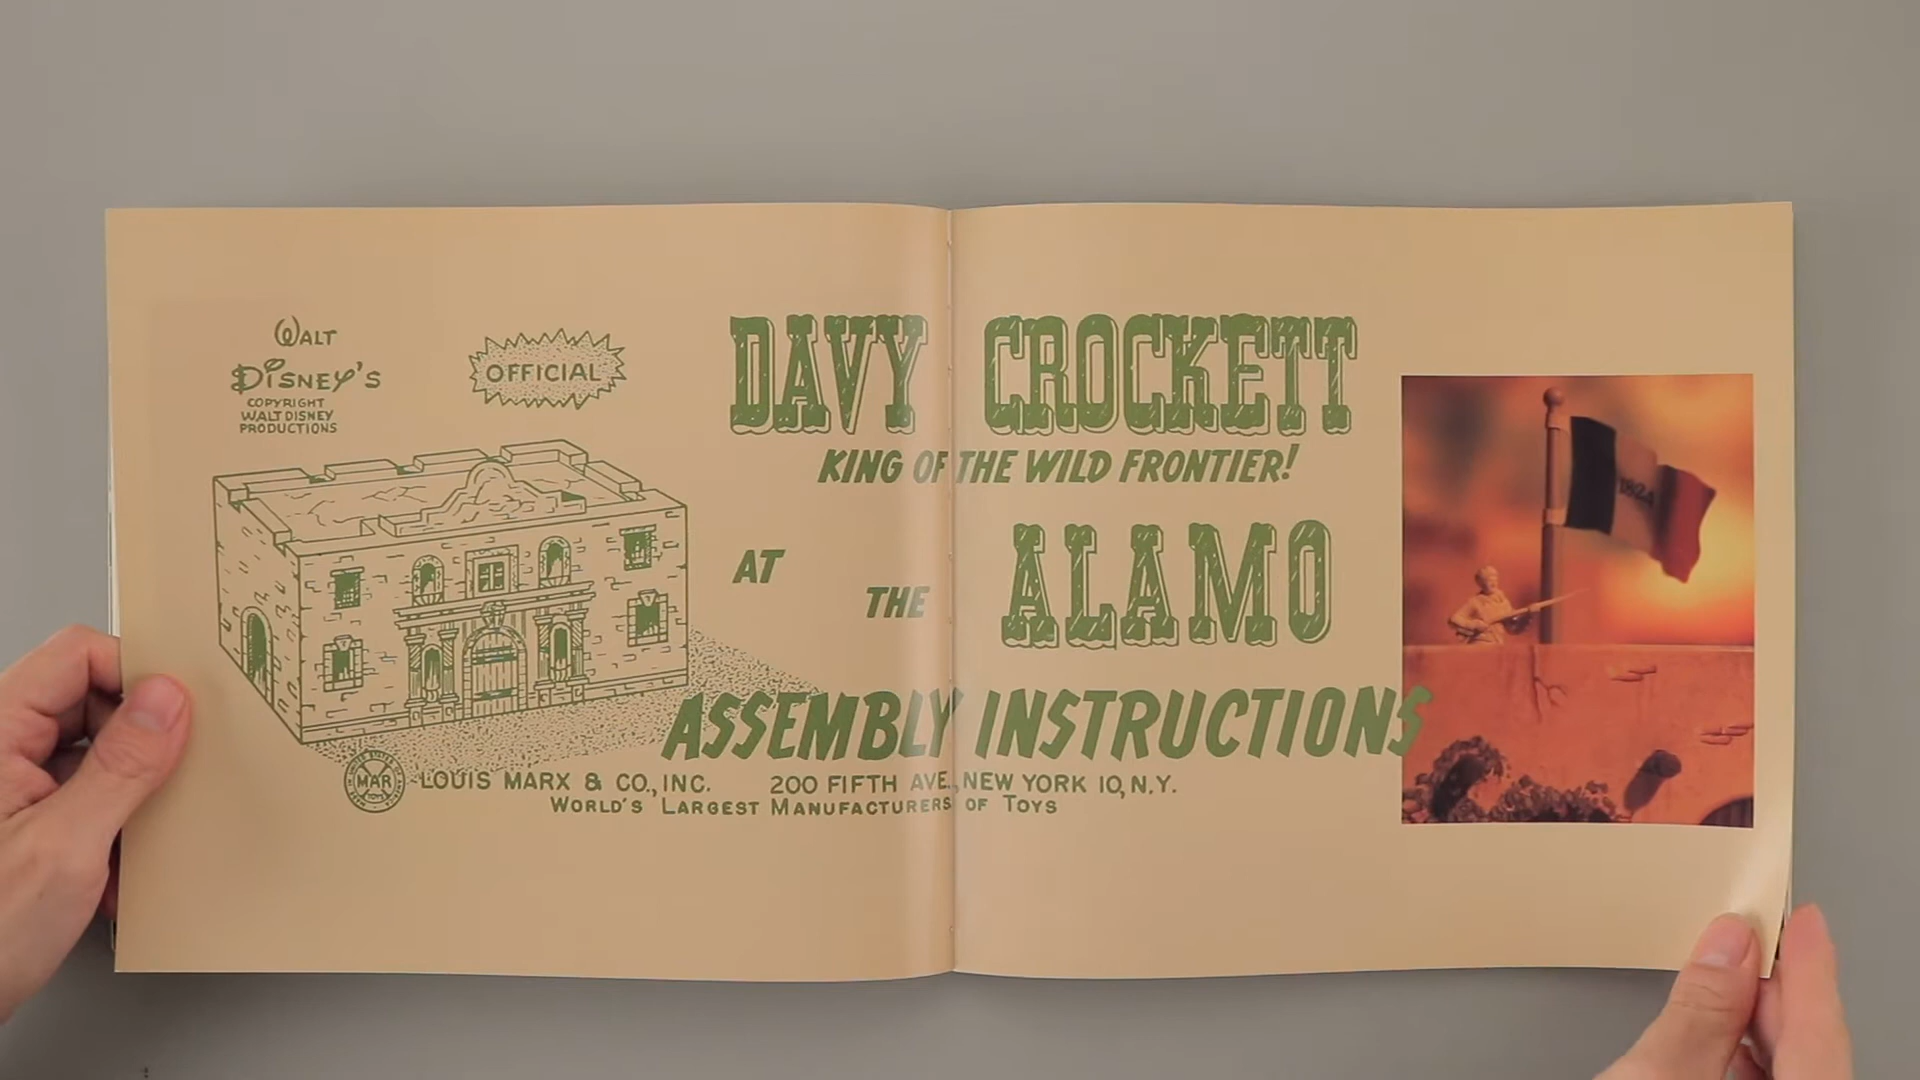 WALT
DISNEY'S
COPYRIGHT
WALT DISNEY
PRODUCTIONS
OFFICIAL
DAVY CROCKETT
KING OF THE WILD FRONTIER!
AT
THE
ALAMO
ASSEMBLY INSTRUCTIONS
MAR
TOYS
LOUIS MARX & CO., INC. 200 FIFTH AVE., NEW YORK 10, N.Y.
WORLD'S LARGEST MANUFACTURERS OF TOYS
1824